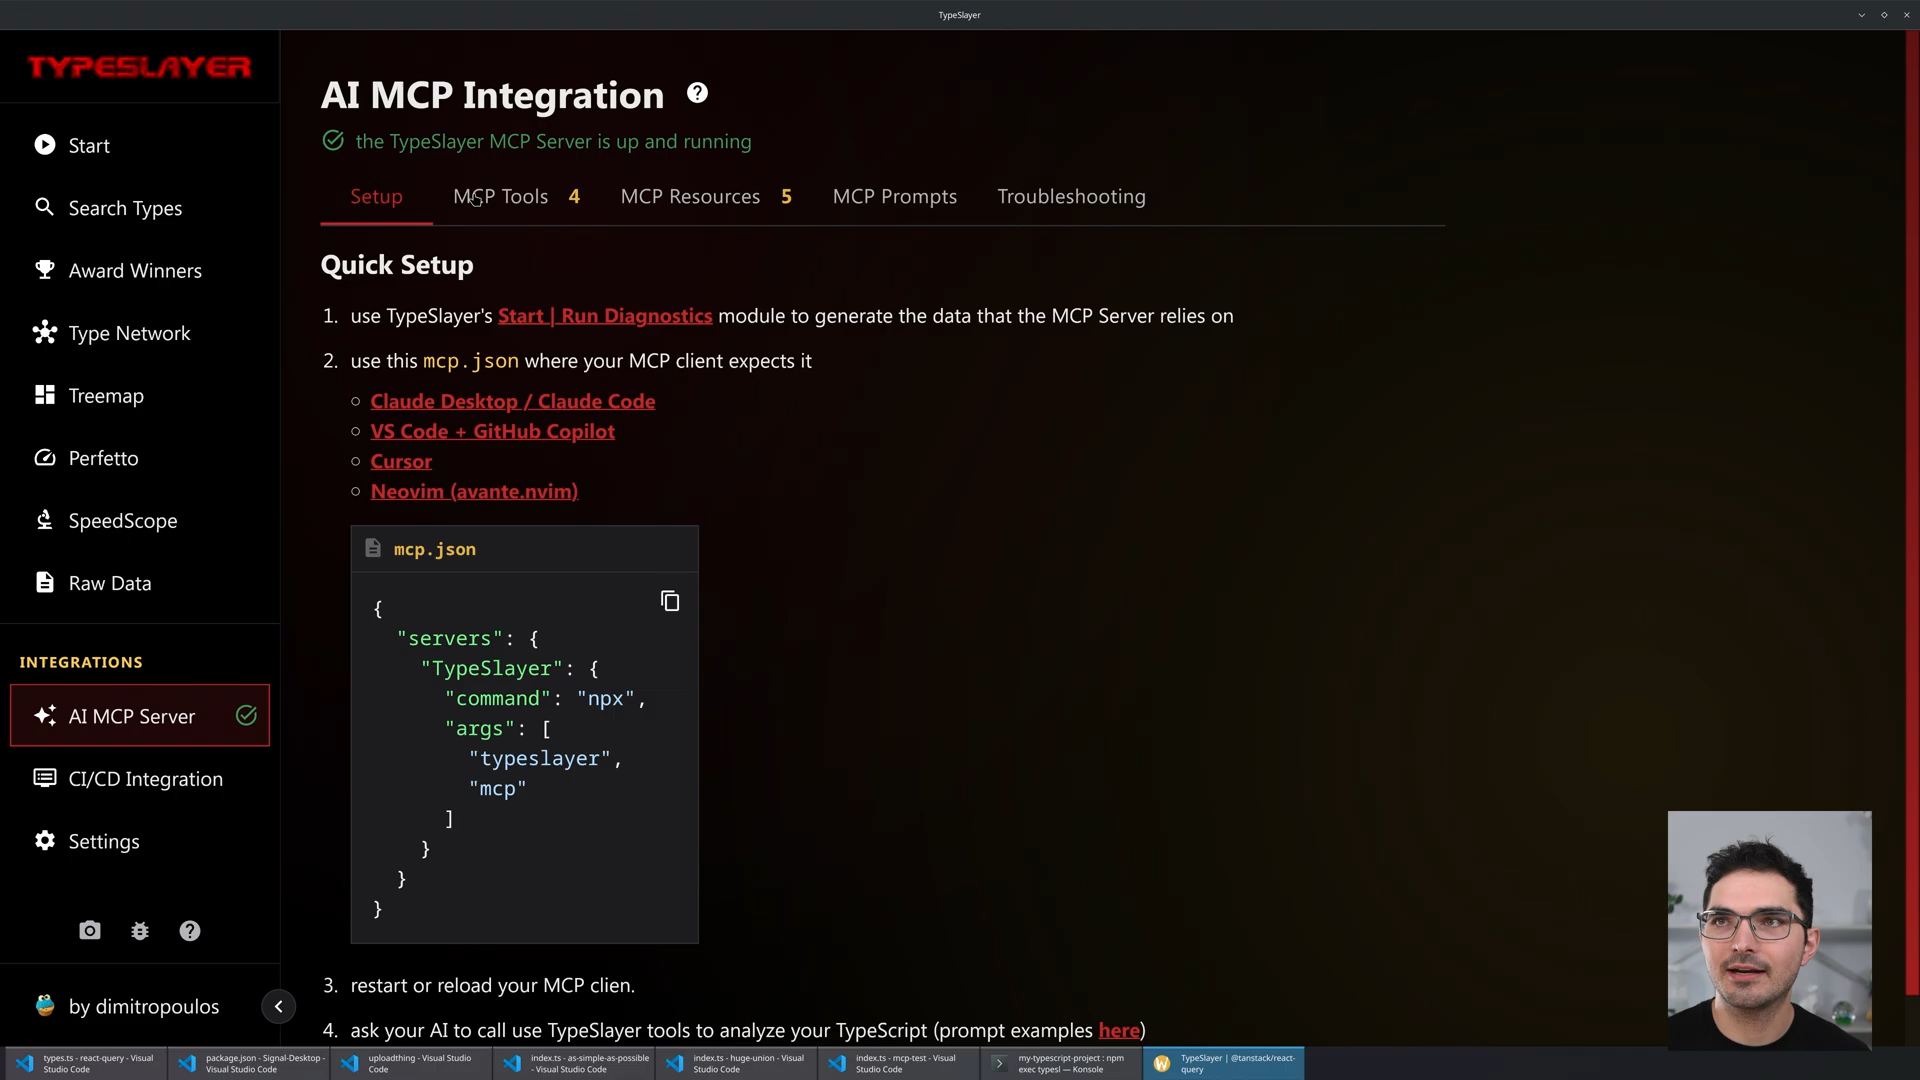 TypeSlayer
TYPESLAYER
Start
Search Types
Award Winners
Type Network
Treemap
Perfetto
SpeedScope
Raw Data
INTEGRATIONS
AI MCP Server
CI/CD Integration
Settings
by dimitropoulos
AI MCP Integration
the TypeSlayer MCP Server is up and running
Setup MCP Tools 4 MCP Resources 5 MCP Prompts Troubleshooting
Quick Setup
1. use TypeSlayer's Start | Run Diagnostics module to generate the data that the MCP Server relies on
2. use this mcp.json where your MCP client expects it
Claude Desktop / Claude Code
VS Code + GitHub Copilot
Cursor
Neovim (avante.nvim)
mcp.json
{
"servers": {
"TypeSlayer": {
"command": "npx",
"args": [
"typeslayer",
"mcp"
]
}
}
}
3. restart or reload your MCP clien.
4. ask your AI to call use TypeSlayer tools to analyze your TypeScript (prompt examples here)
types.ts - react-query - Visual
Studio Code
package.json - Signal-Desktop -
Visual Studio Code
uploadthing - Visual Studio
Code
index.ts - as-simple-as-possible
- Visual Studio Code
index.ts - huge-union - Visual
Studio Code
index.ts - mcp-test - Visual
Studio Code
my-typescript-project : npm
exec typesl — Konsole
TypeSlayer | @tanstack/react-
query